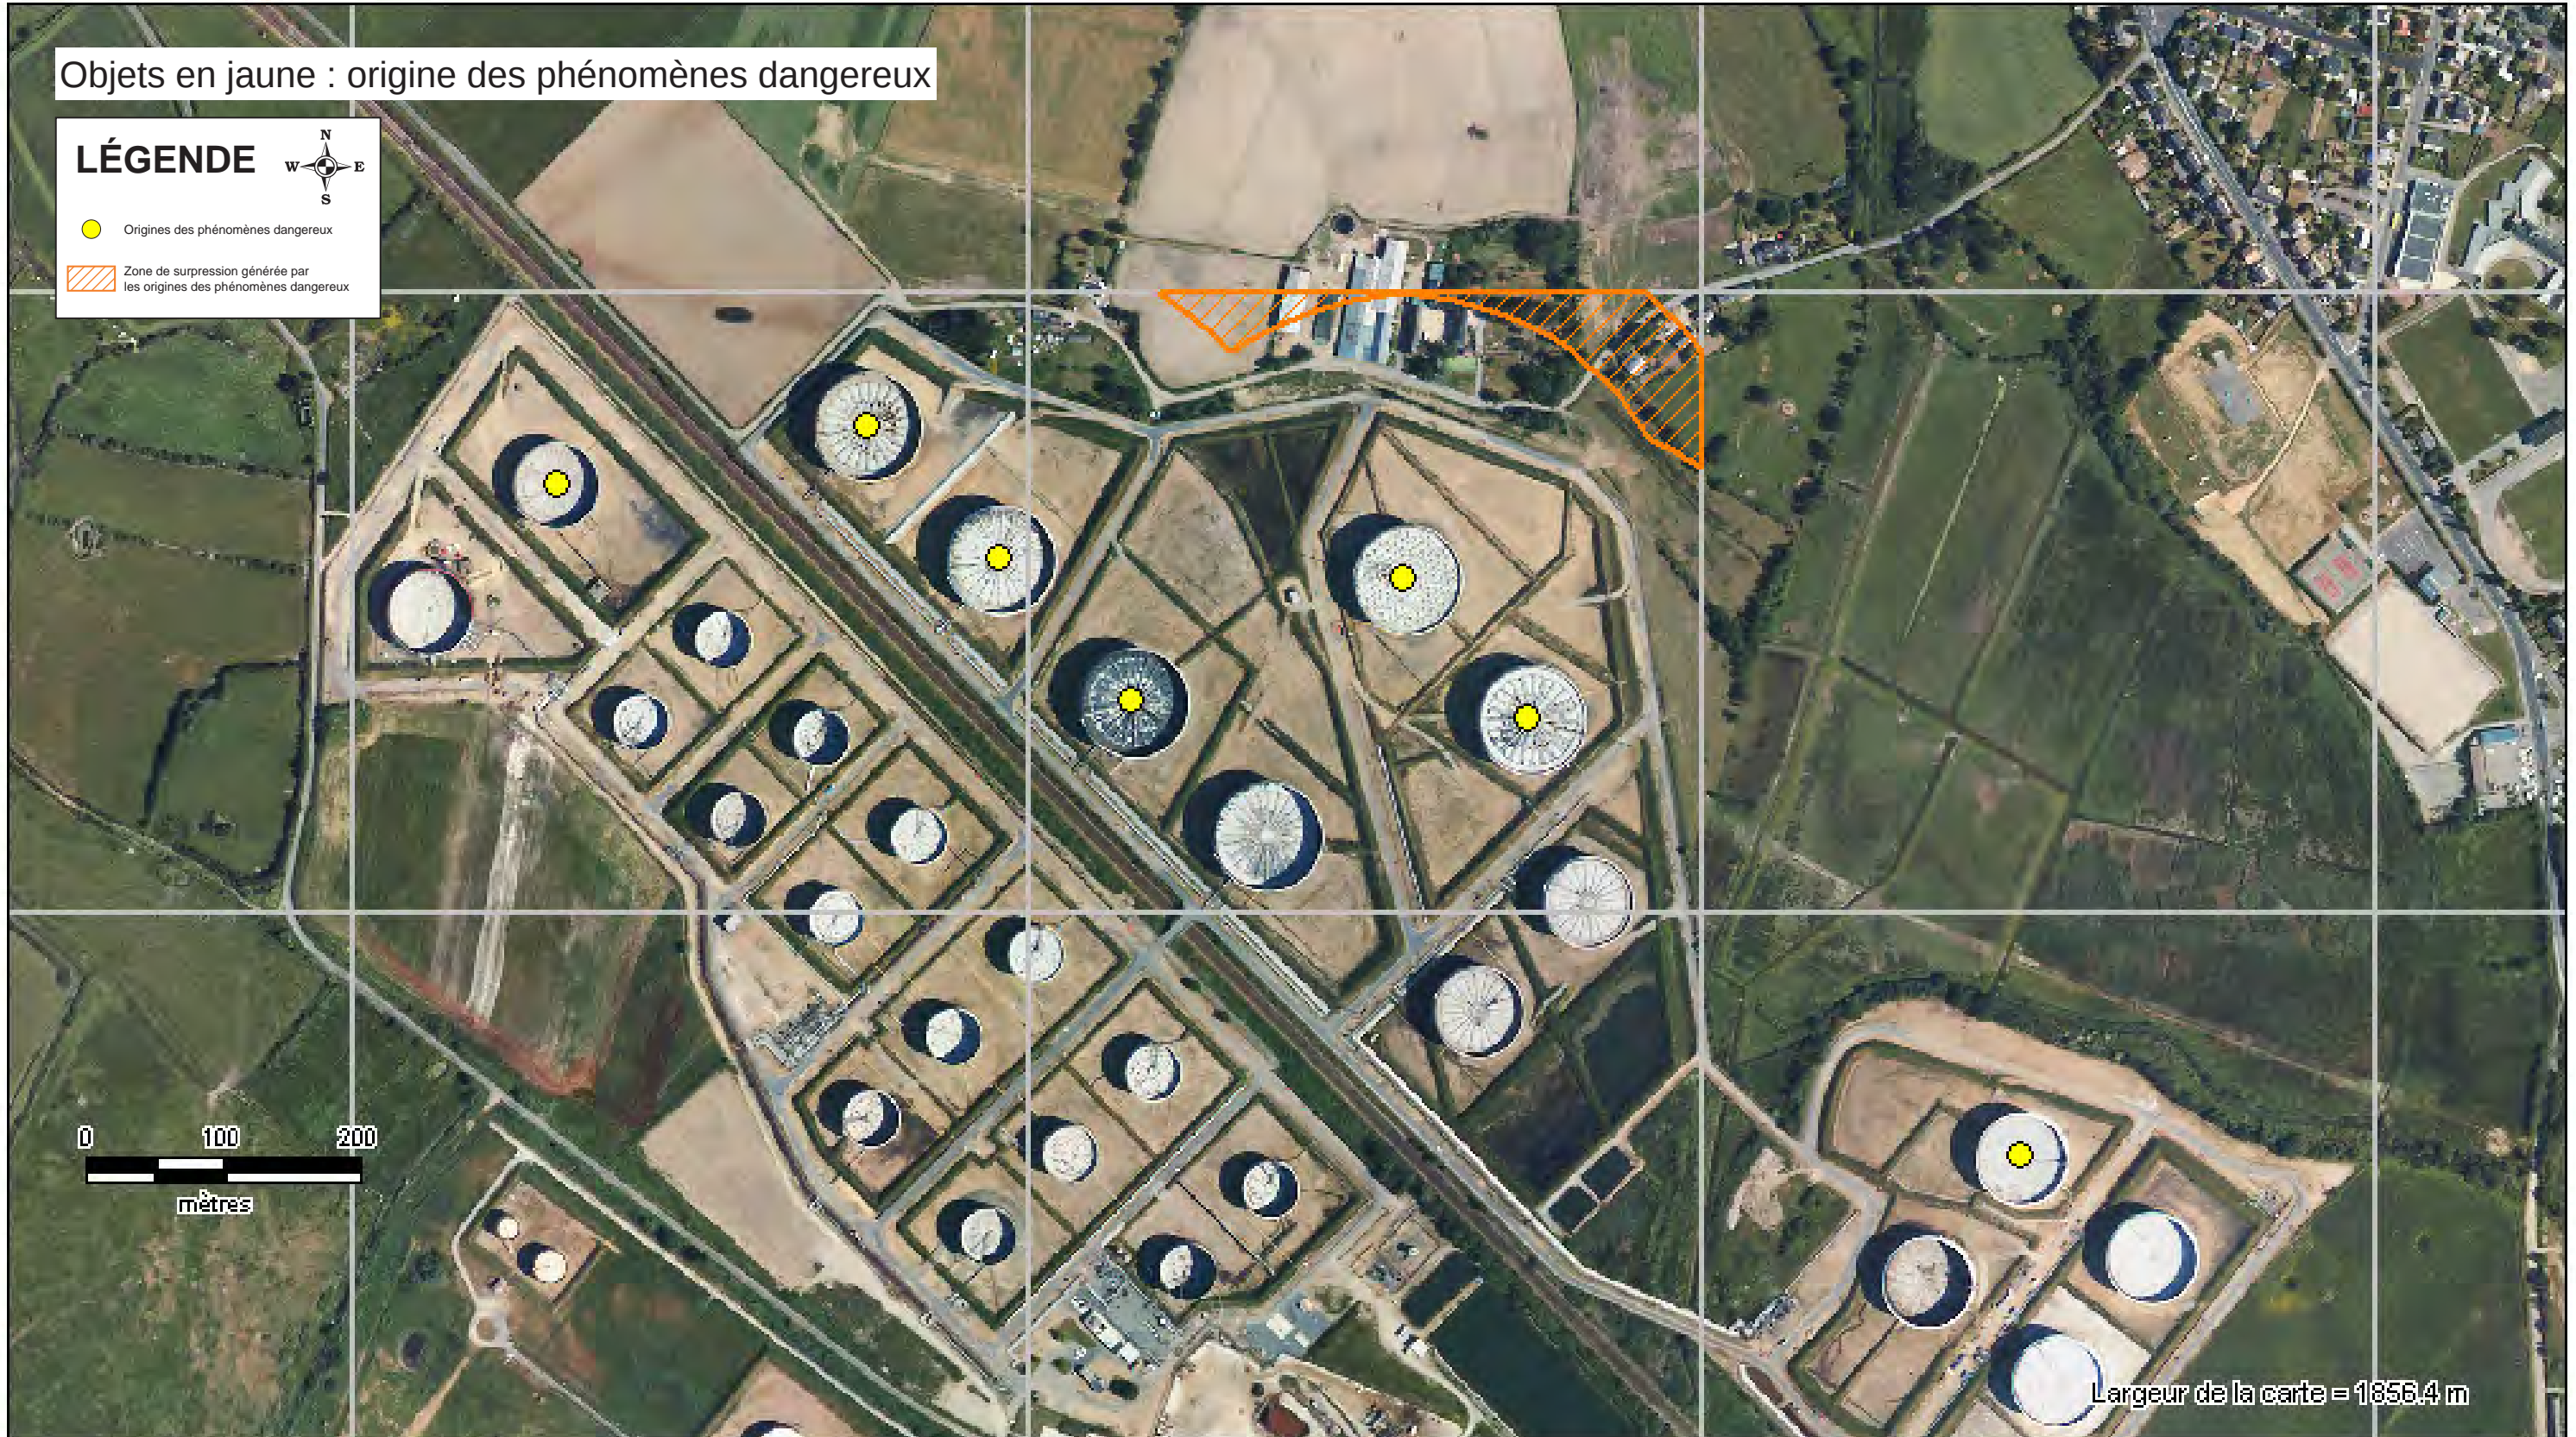 Objets en jaune : origine des phénomènes dangereux
LÉGENDE
N
W
E
S
Origines des phénomènes dangereux
Zone de surpression générée par
les origines des phénomènes dangereux
0 100 200
mètres
Largeur de la carte = 1856.4 m